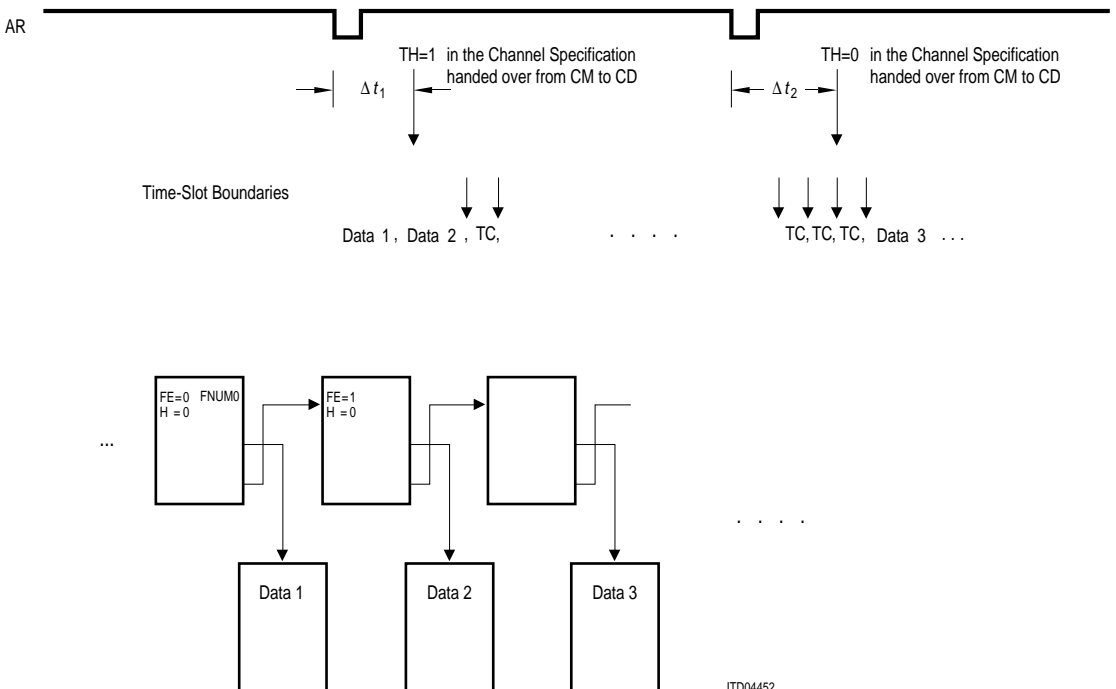 AR
TH=1 in the Channel Specification
handed over from CM to CD
TH=0 in the Channel Specification
handed over from CM to CD
Δt₁
Δt₂
Time-Slot Boundaries
Data 1, Data 2, TC, . . . . TC, TC, TC, Data 3 ...
FE=0 FNUM0
H =0
FE=1
H =0
...
. . . .
Data 1
Data 2
Data 3
ITD04452